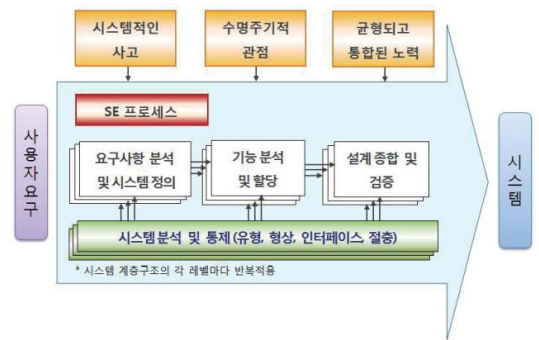 시스템적인
사고
수명주기적
관점
균형되고
통합된 노력
사용자요구
SE 프로세스
요구사항 분석
및 시스템 정의
기능 분석
및 할당
설계 종합 및
검증
시스템
시스템 분석 및 통제 (유형, 형상, 인터페이스, 절충)
* 시스템 계층구조의 각 레벨마다 반복적용